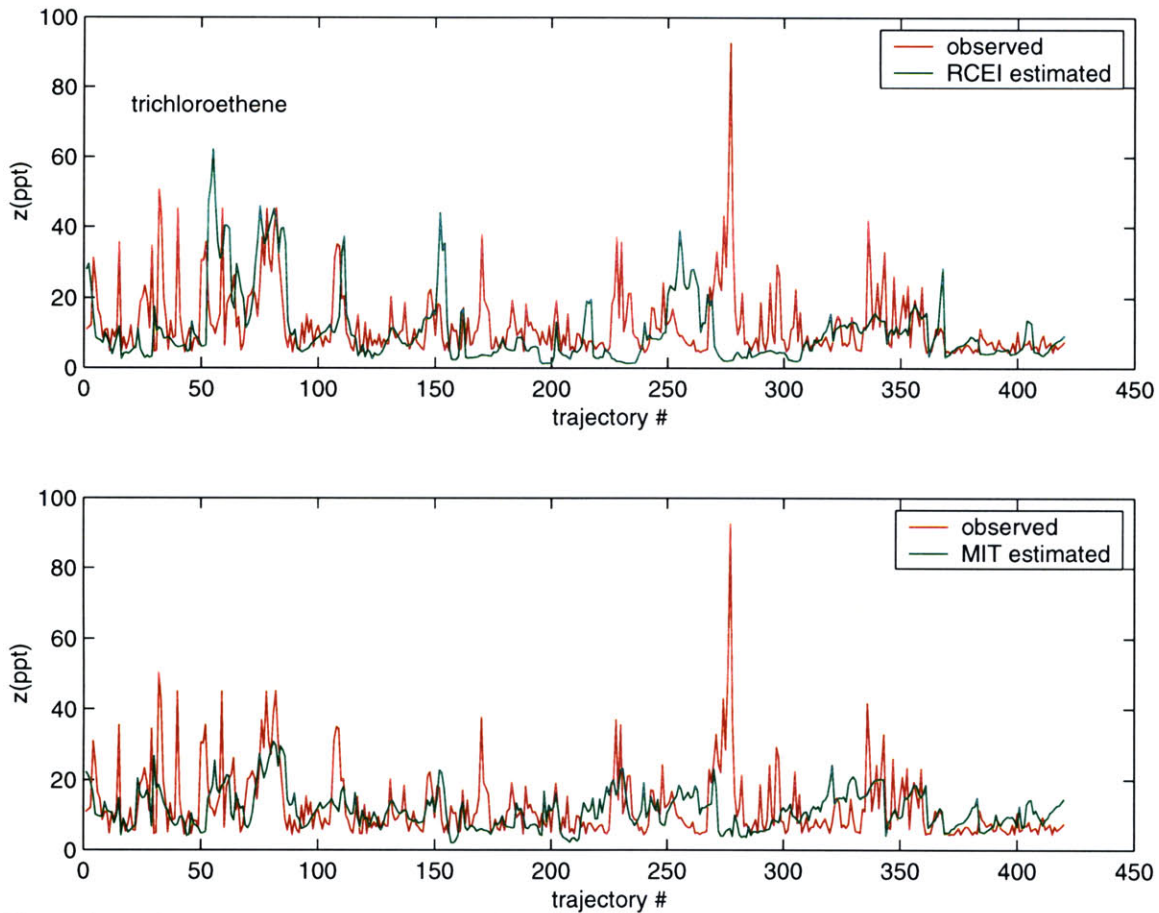 100
80
60
40
20
0
z(ppt)
trichloroethene
observed
RCEI estimated
0 50 100 150 200 250 300 350 400 450
trajectory #
100
80
60
40
20
0
z(ppt)
observed
MIT estimated
0 50 100 150 200 250 300 350 400 450
trajectory #